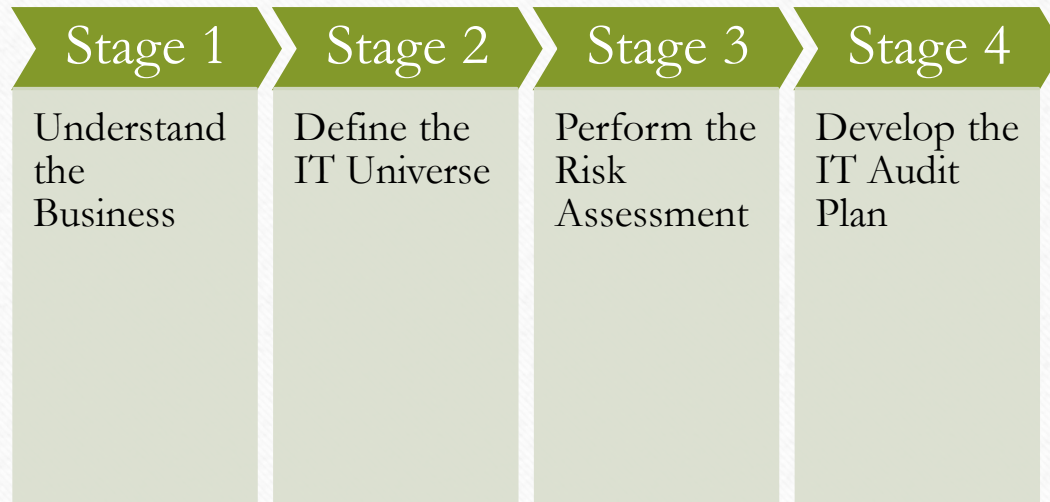 Stage 1
Stage 2
Stage 3
Stage 4
Understand
the
Business
Define the
IT Universe
Perform the
Risk
Assessment
Develop the
IT Audit
Plan